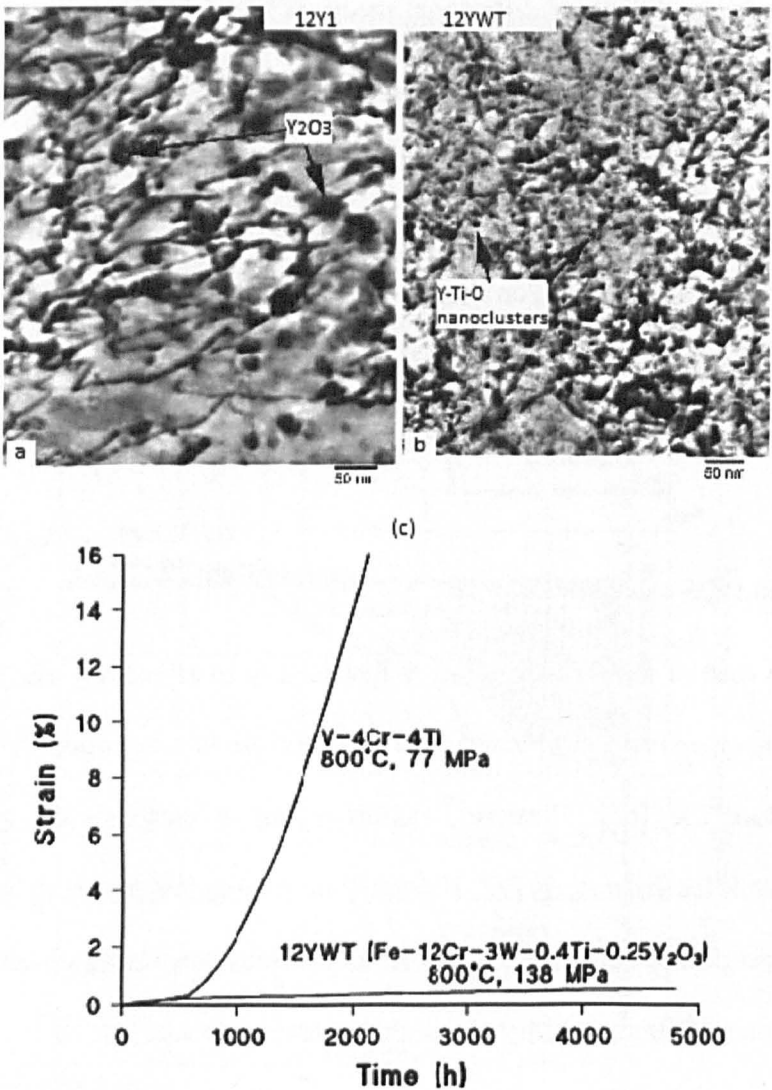 12Y1
12YWT
Y2O3
Y-Ti-O
nanoclusters
a
b
50 nm
50 nm
(c)
16
14
12
10
8
6
4
2
0
Strain (%)
V-4Cr-4Ti
800°C, 77 MPa
12YWT (Fe-12Cr-3W-0.4Ti-0.25Y₂O₃)
800°C, 138 MPa
0
1000
2000
3000
4000
5000
Time (h)